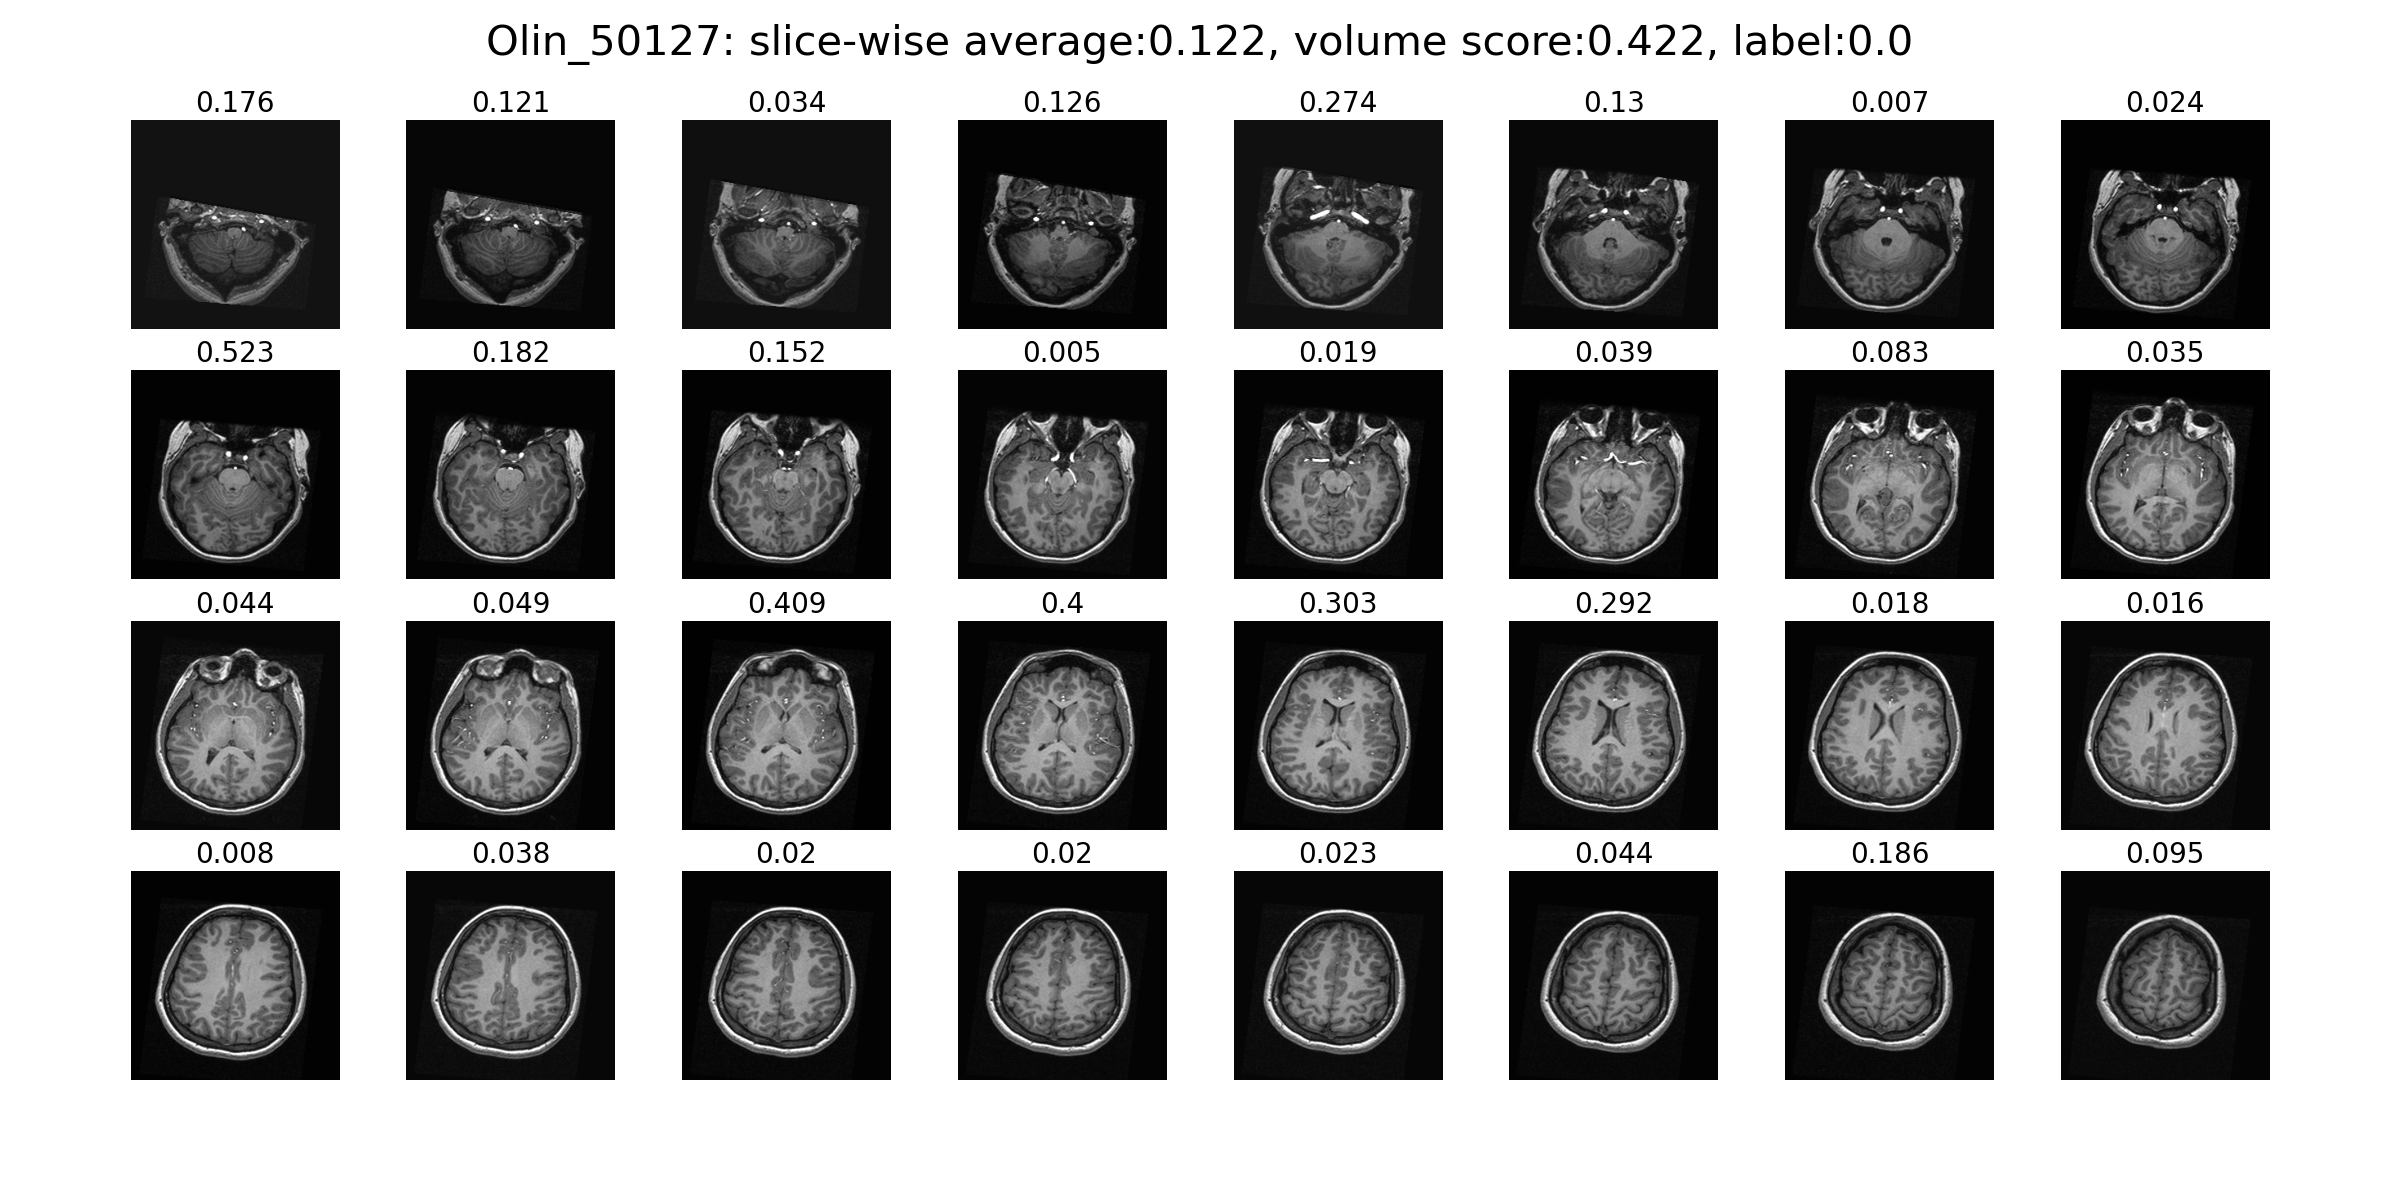 Olin_50127: slice-wise average:0.122, volume score:0.422, label:0.0
0.176 0.121 0.034 0.126 0.274 0.13 0.007 0.024
0.523 0.182 0.152 0.005 0.019 0.039 0.083 0.035
0.044 0.049 0.409 0.4 0.303 0.292 0.018 0.016
0.008 0.038 0.02 0.02 0.023 0.044 0.186 0.095